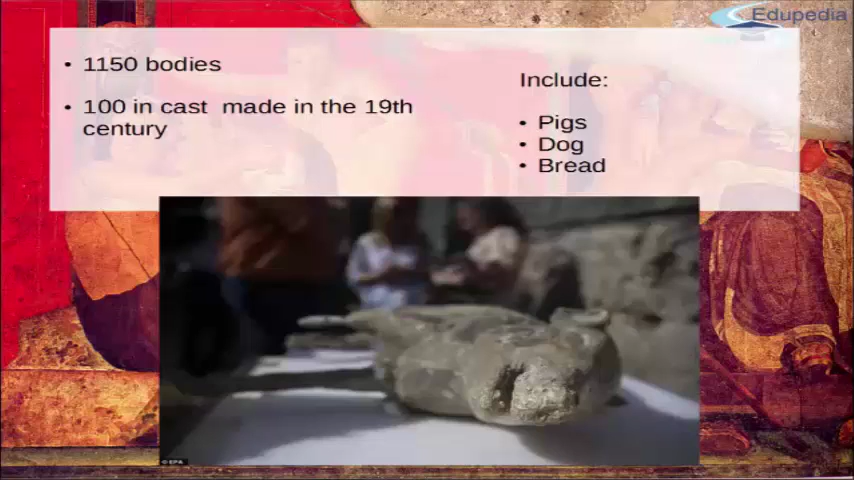 Edupedia
• 1150 bodies
• 100 in cast made in the 19th
century
Include:
• Pigs
• Dog
• Bread
© EPA